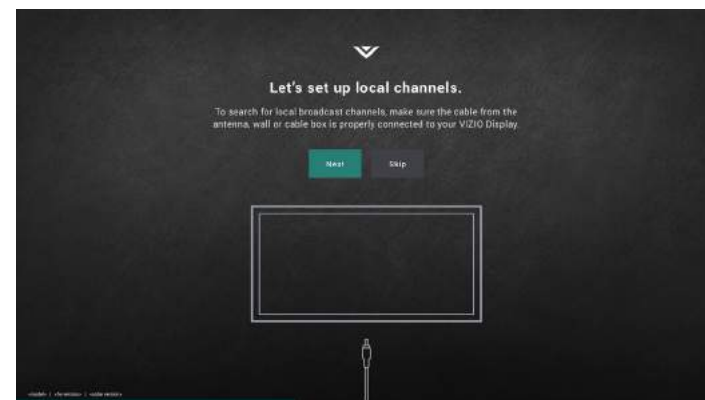 Let's set up local channels.
To search for local broadcast channels, make sure the cable from the
antenna, wall or cable box is properly connected to your VIZIO Display.
Next
Skip